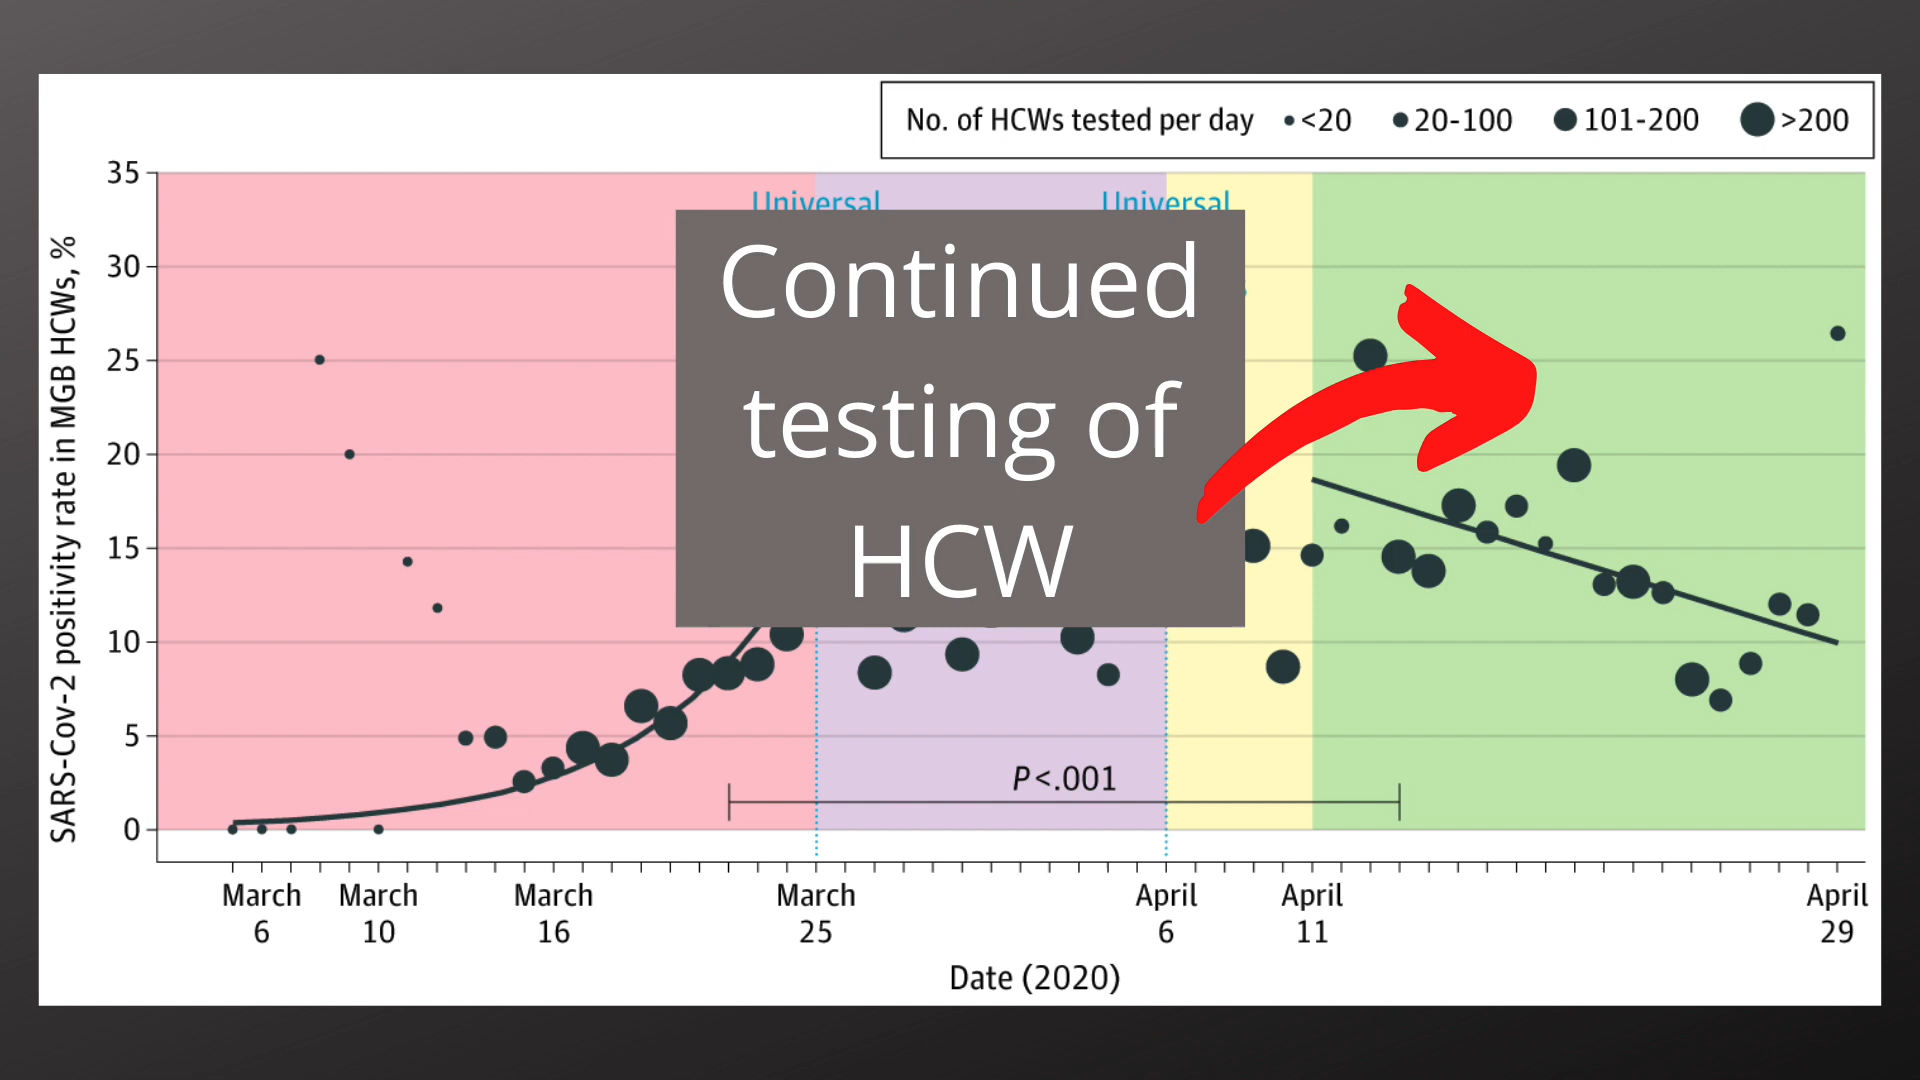 No. of HCWs tested per day <20 20-100 101-200 >200
SARS-Cov-2 positivity rate in MGB HCWs, %
35
30
25
20
15
10
5
0
Universal
Universal
Continued
testing of
HCW
P<.001
March March March March April April April
6 10 16 25 6 11 29
Date (2020)